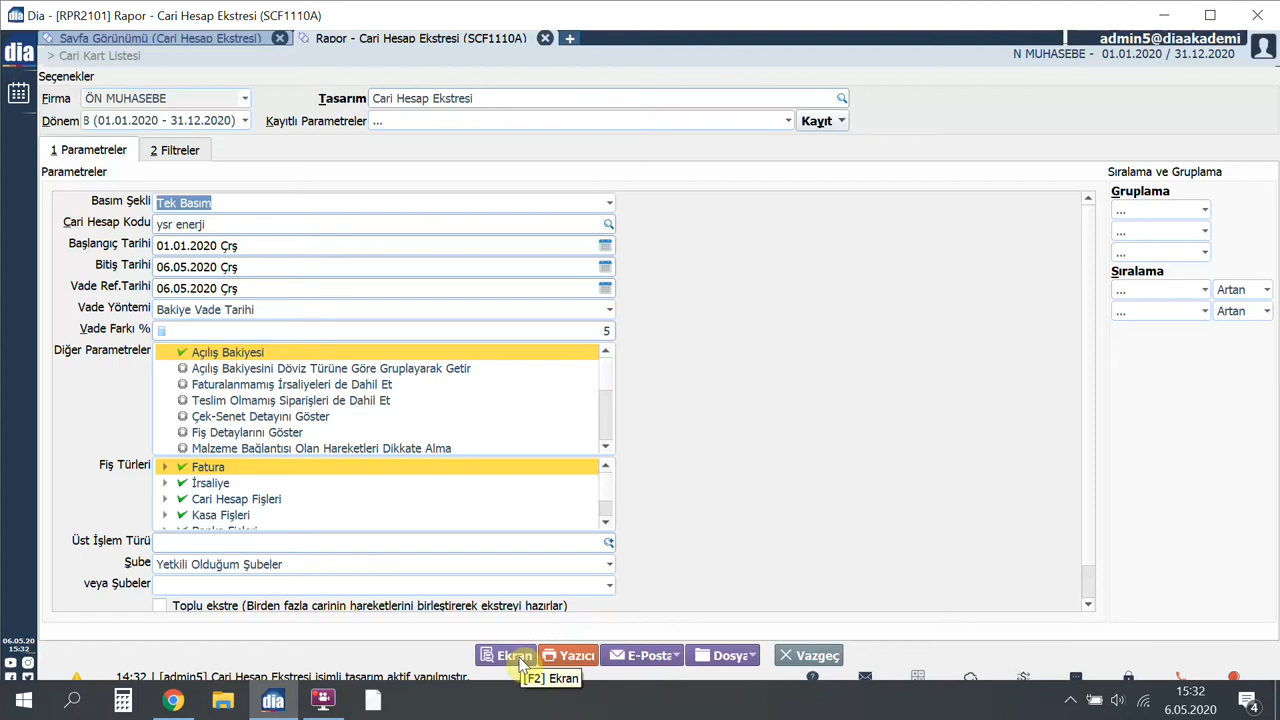 Dia - [RPR2101] Rapor - Cari Hesap Ekstresi (SCF1110A)
dia
Sayfa Görünümü (Cari Hesap Ekstresi)
Rapor - Cari Hesap Ekstresi (SCF1110A)
admin5@diaakademi
> Cari Kart Listesi
N MUHASEBE - 01.01.2020 / 31.12.2020
Seçenekler
Firma ÖN MUHASEBE
Tasarım Cari Hesap Ekstresi
Dönem B (01.01.2020 - 31.12.2020)
Kayıtlı Parametreler ...
Kayıt
1 Parametreler
2 Filtreler
Parametreler
Basım Şekli Tek Basım
Cari Hesap Kodu ysr enerji
Başlangıç Tarihi 01.01.2020 Çrş
Bitiş Tarihi 06.05.2020 Çrş
Vade Ref.Tarihi 06.05.2020 Çrş
Vade Yöntemi Bakiye Vade Tarihi
Vade Farkı % 5
Diğer Parametreler
Açılış Bakiyesi
Açılış Bakiyesini Döviz Türüne Göre Gruplayarak Getir
Faturalanmamış İrsaliyeleri de Dahil Et
Teslim Olmamış Siparişleri de Dahil Et
Çek-Senet Detayını Göster
Fiş Detaylarını Göster
Malzeme Bağlantısı Olan Hareketleri Dikkate Alma
Fiş Türleri
Fatura
İrsaliye
Cari Hesap Fişleri
Kasa Fişleri
Banka Fişleri
Üst İşlem Türü
Şube Yetkili Olduğum Şubeler
veya Şubeler
Toplu ekstre (Birden fazla carinin hareketlerini birleştirerek ekstreyi hazırlar)
Sıralama ve Gruplama
Gruplama
...
...
...
Sıralama
... Artan
... Artan
Ekran
Yazıcı
E-Posta
Dosya
Vazgeç
[F2] Ekran
06.05.20
15:32
14:32 | [admin5] Cari Hesap Ekstresi isimli tasarım aktif yapılmıştır.
dia
15:32
6.05.2020
4